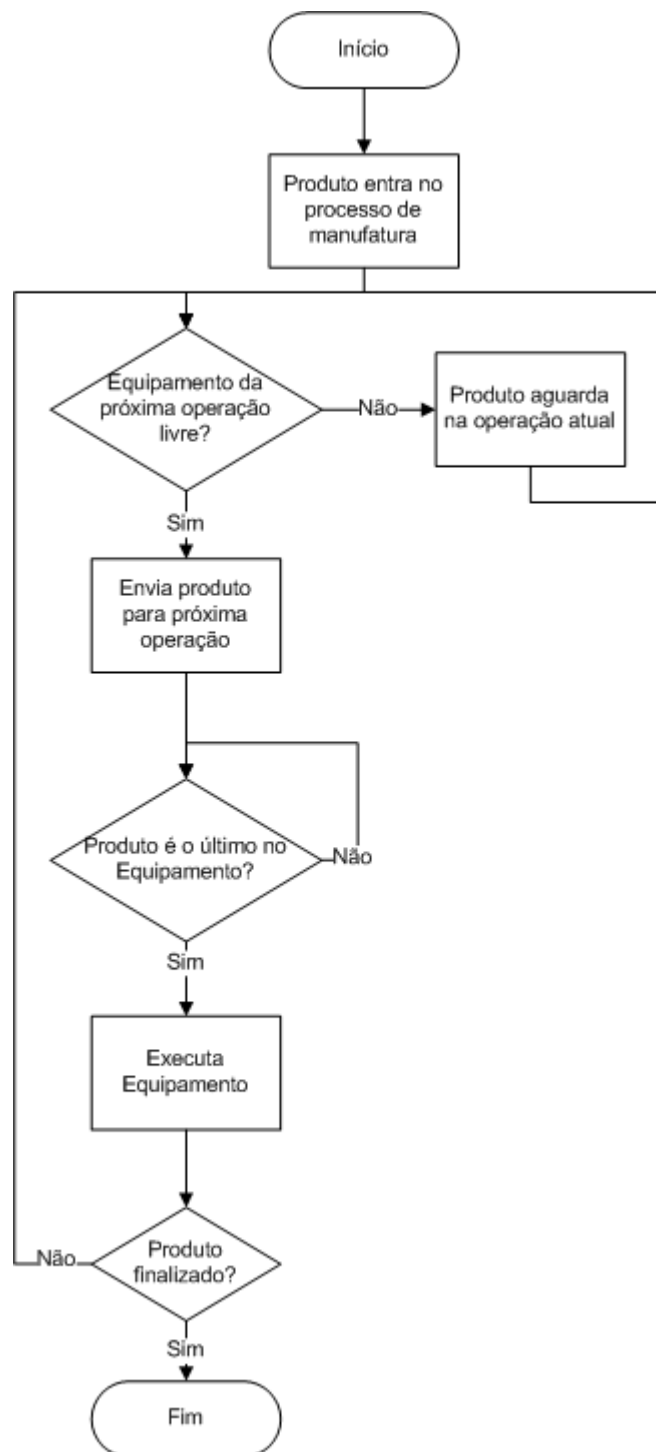 Início
Produto entra no
processo de
manufatura
Equipamento da
próxima operação
livre?
Não
Produto aguarda
na operação atual
Sim
Envia produto
para próxima
operação
Produto é o último no
Equipamento?
Não
Sim
Executa
Equipamento
Não
Produto
finalizado?
Sim
Fim